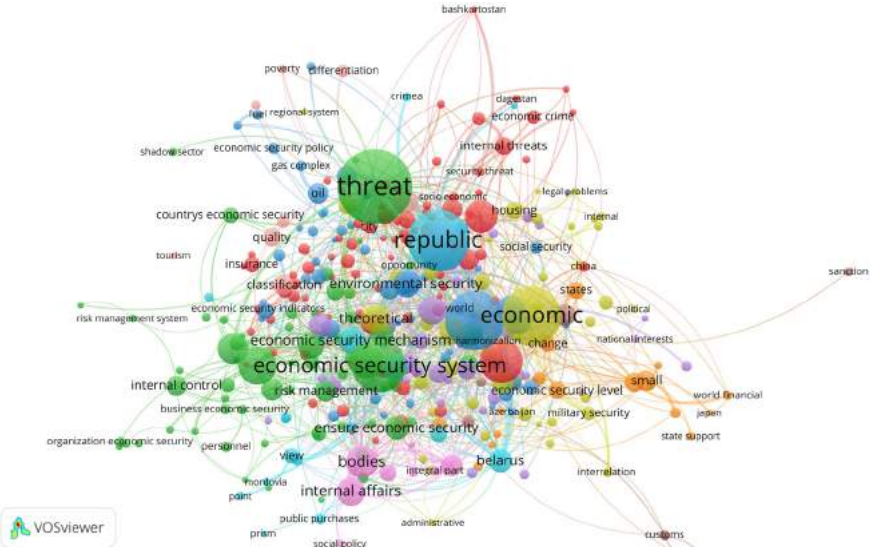 bashkortostan
poverty
differentiation
crimea
dagestan
fuel
regional system
economic crime
shadow sector
economic security policy
internal threats
gas complex
security threat
threat
oil
legal problems
socio economic
countrys economic security
housing
internal
city
quality
republic
social security
tourism
insurance
opportunity
china
sanction
classification
environmental security
states
economic security indicators
world
political
risk management system
theoretical
economic
national interests
economic security mechanism
harmonization
change
economic security system
internal control
risk management
economic security level
small
world financial
business economic security
azerbaijan
military security
japan
ensure economic security
organization economic security
personnel
state support
view
bodies
integral part
belarus
interrelation
mordovia
point
internal affairs
public purchases
administrative
prism
customs
social policy
VOSviewer